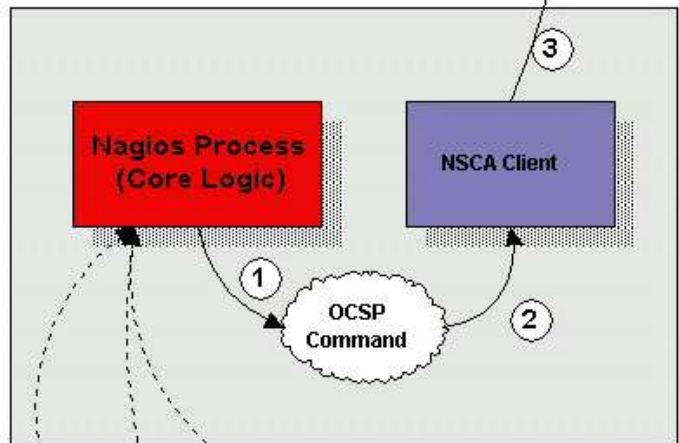 3
Nagios Process
(Core Logic)
NSCA Client
1
OCSP
Command
2